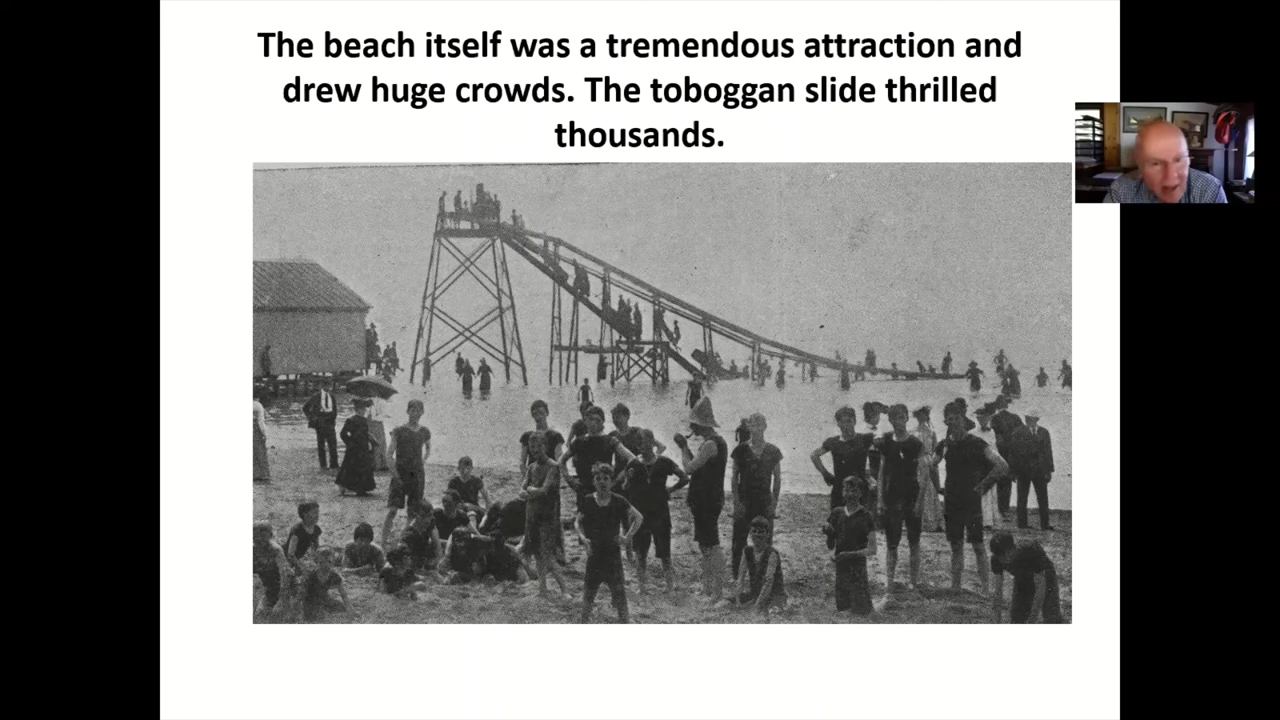 The beach itself was a tremendous attraction and
drew huge crowds. The toboggan slide thrilled
thousands.